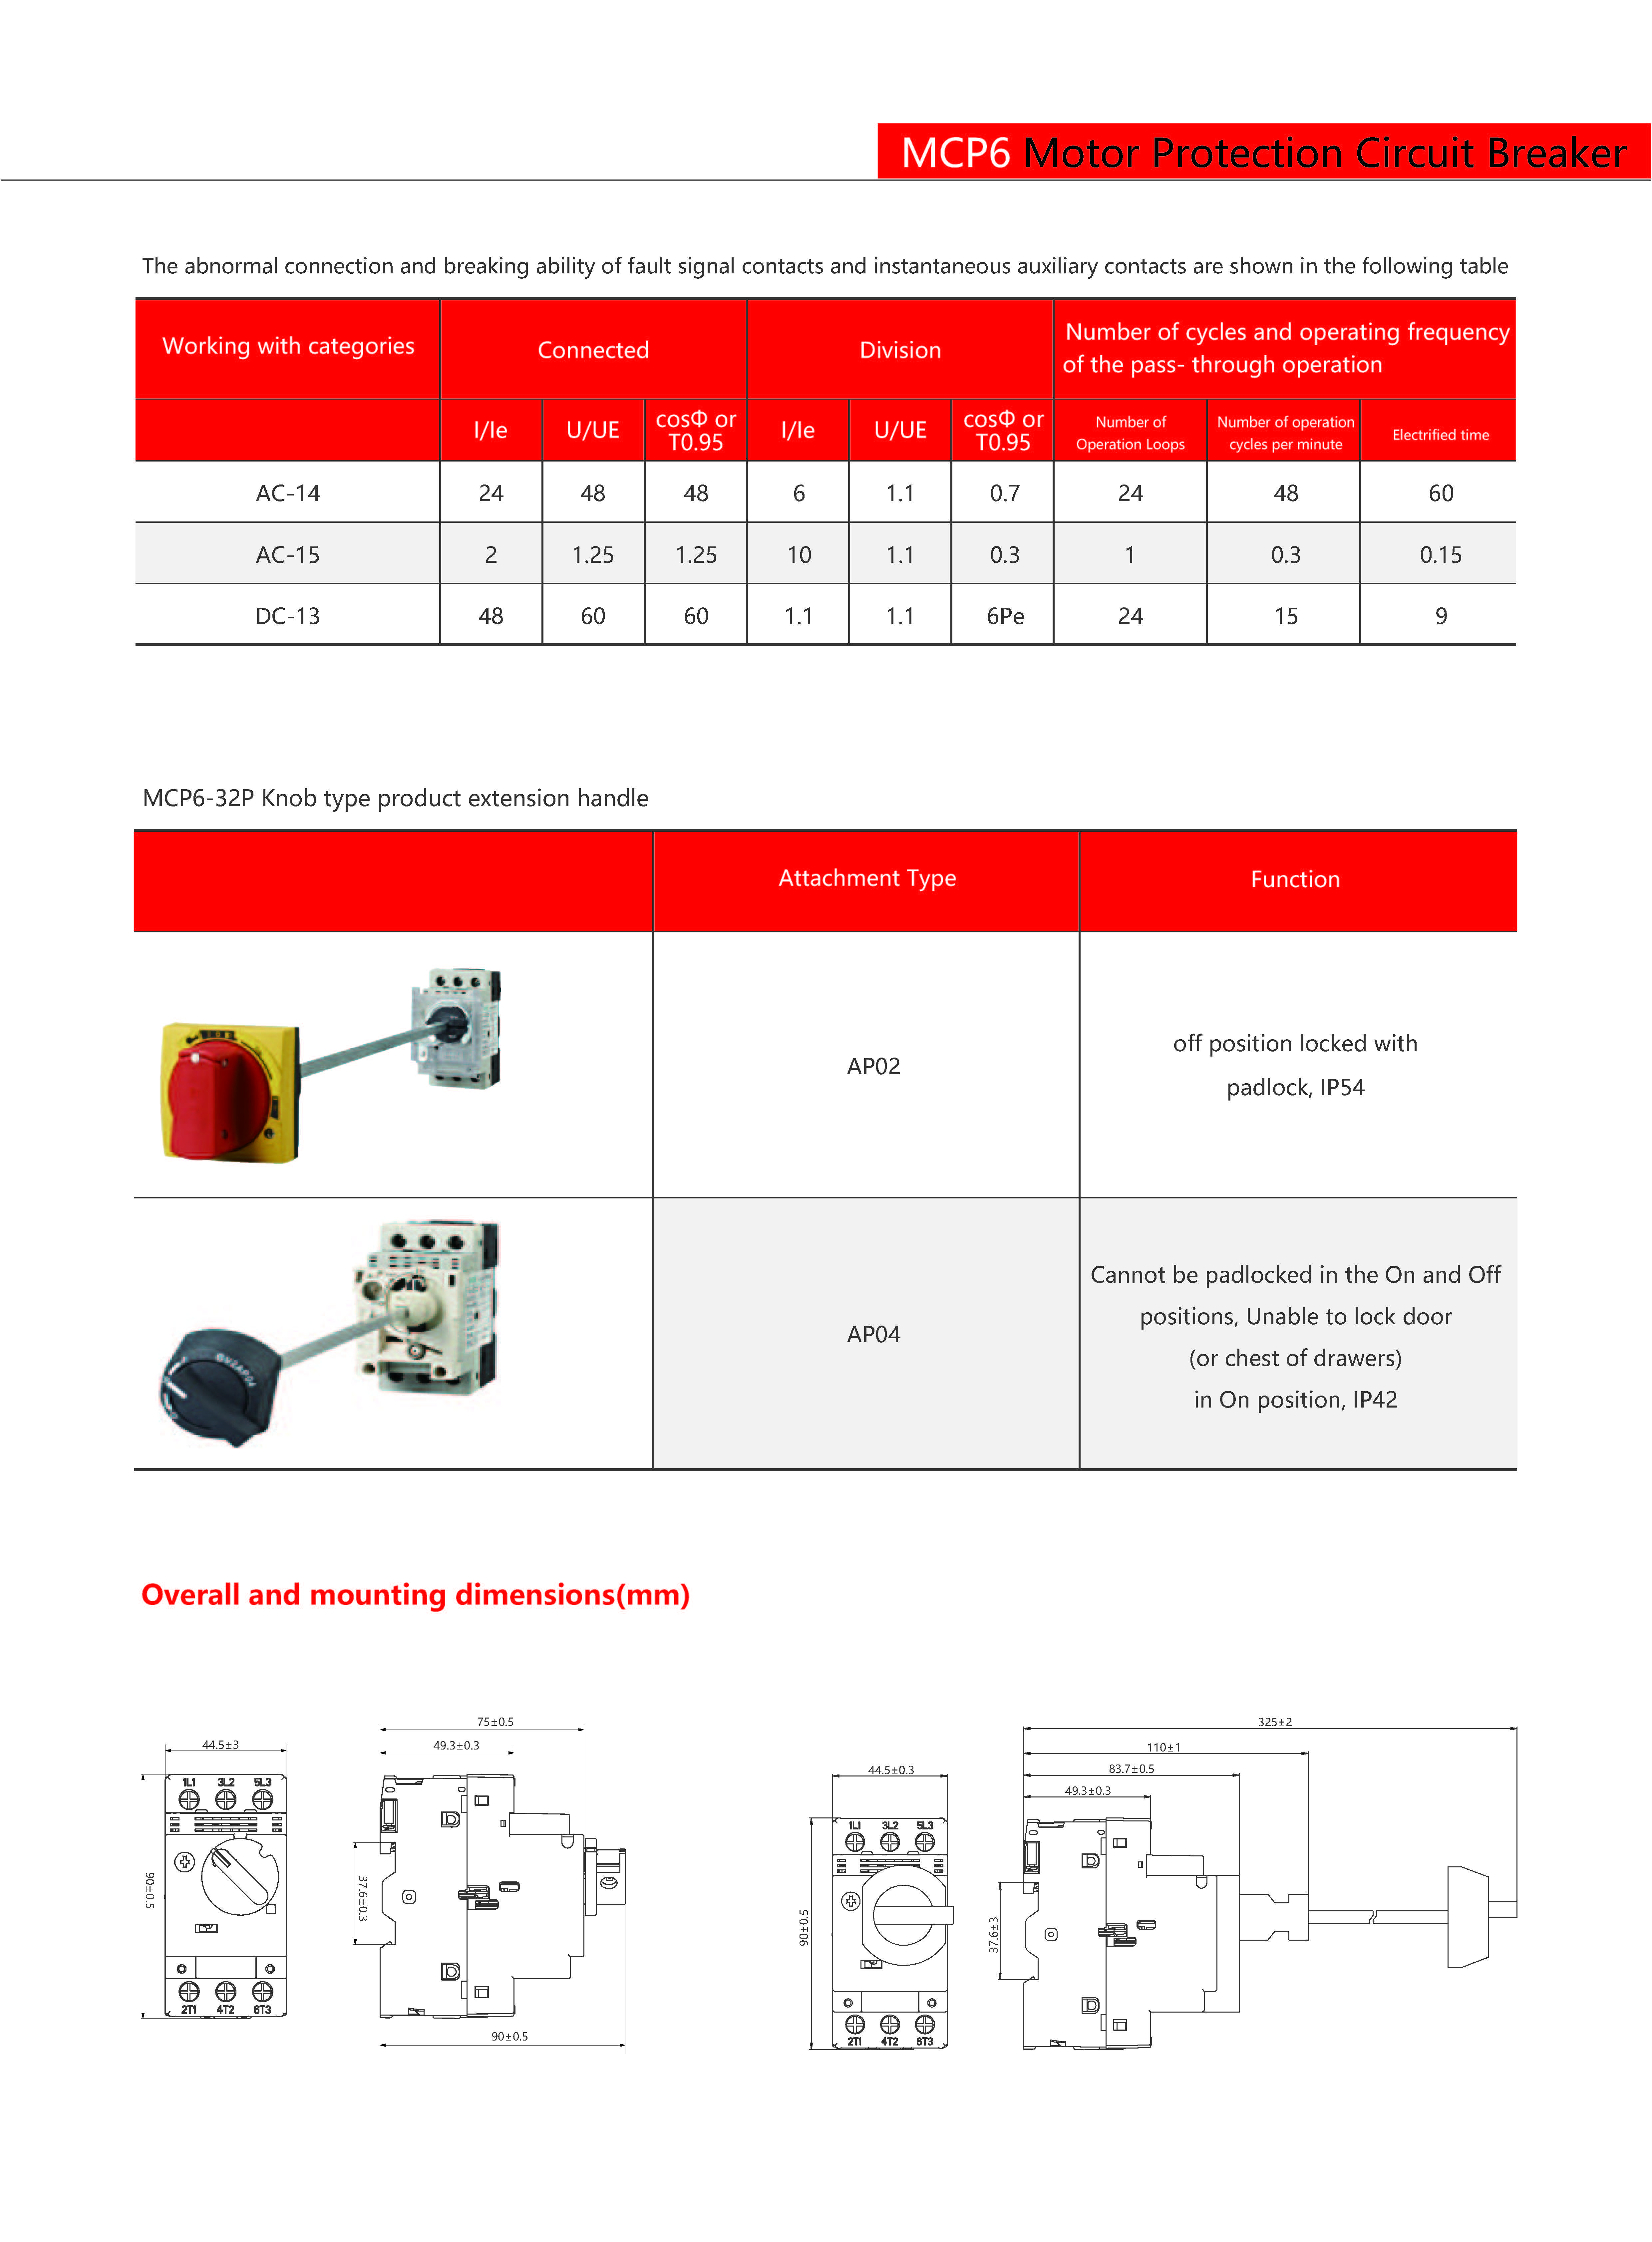 MCP6 Motor Protection Circuit Breaker
The abnormal connection and breaking ability of fault signal contacts and instantaneous auxiliary contacts are shown in the following table
Working with categories
Connected
Division
Number of cycles and operating frequency
of the pass- through operation
I/Ie U/UE cosΦ or T0.95 I/Ie U/UE cosΦ or T0.95 Number of Operation Loops Number of operation cycles per minute Electrified time
AC-14 24 48 48 6 1.1 0.7 24 48 60
AC-15 2 1.25 1.25 10 1.1 0.3 1 0.3 0.15
DC-13 48 60 60 1.1 1.1 6Pe 24 15 9
MCP6-32P Knob type product extension handle
Attachment Type Function
AP02
off position locked with
padlock, IP54
GV2AP04
AP04
Cannot be padlocked in the On and Off
positions, Unable to lock door
(or chest of drawers)
in On position, IP42
Overall and mounting dimensions(mm)
44.5±3
1L1 3L2 5L3
90±0.5
2T1 4T2 6T3
75±0.5
49.3±0.3
37.6±0.3
90±0.5
44.5±0.3
1L1 3L2 5L3
90±0.5
2T1 4T2 6T3
325±2
110±1
83.7±0.5
49.3±0.3
37.6±3